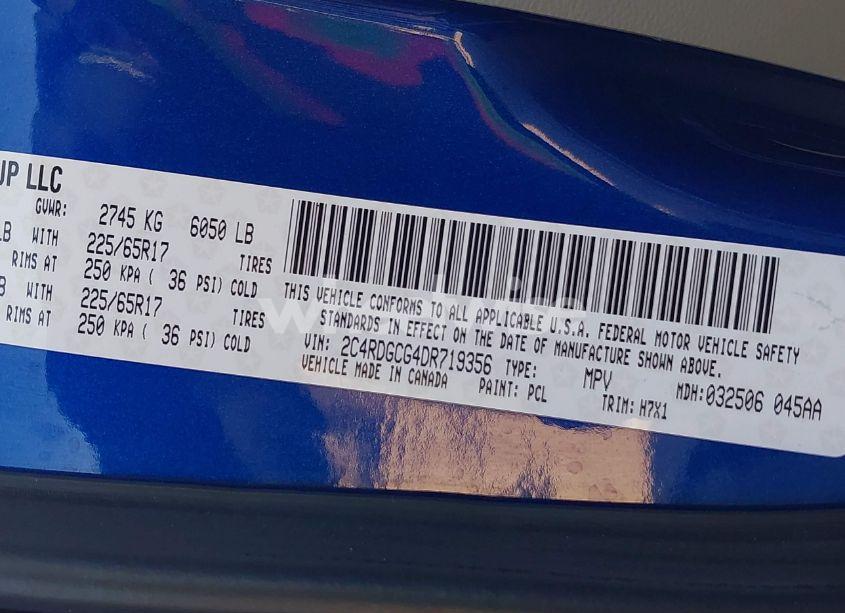 UP LLC
GVWR: 2745 KG 6050 LB
LB WITH 225/65R17 TIRES
RIMS AT 250 KPA ( 36 PSI) COLD
B WITH 225/65R17 TIRES
RIMS AT 250 KPA ( 36 PSI) COLD
THIS VEHICLE CONFORMS TO ALL APPLICABLE U.S.A. FEDERAL MOTOR VEHICLE SAFETY
STANDARDS IN EFFECT ON THE DATE OF MANUFACTURE SHOWN ABOVE.
VIN: 2C4RDGCG4DR719356 TYPE: MPV MDH:032506 045AA
VEHICLE MADE IN CANADA PAINT: PCL TRIM: H7X1